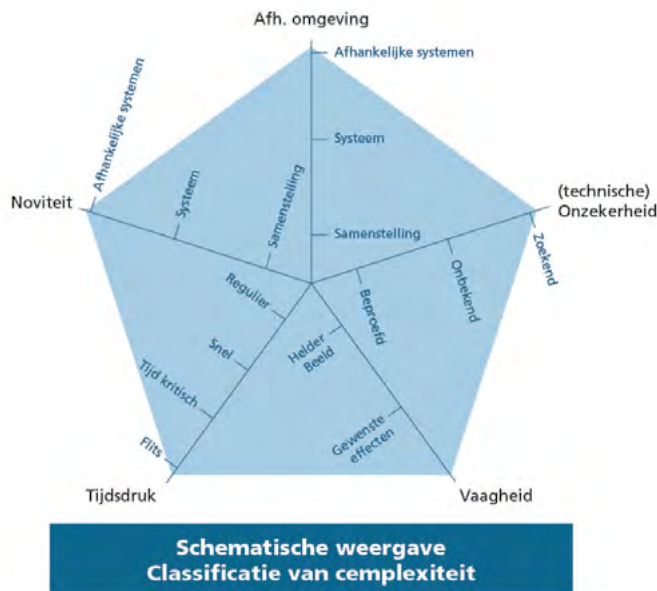 Afh. omgeving
Afhankelijke systemen
Systeem
Samenstelling
(technische)
Onzekerheid
Zoekend
Onbekend
Beproefd
Noviteit
Afhankelijke systemen
Systeem
Samenstelling
Regulier
Snel
Tijd kritisch
Flits
Tijdsdruk
Helder
Beeld
Gewenste
effecten
Vaagheid
Schematische weergave
Classificatie van cemplexiteit